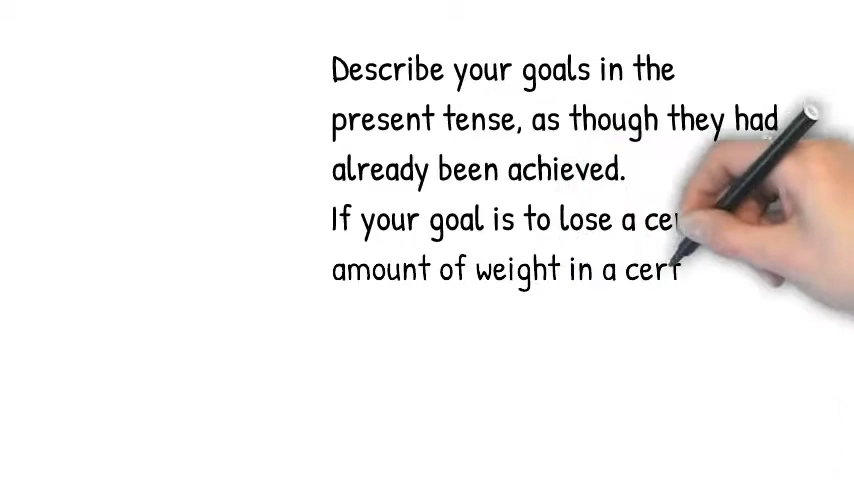 Describe your goals in the
present tense, as though they had
already been achieved.
If your goal is to lose a
amount of weight in a